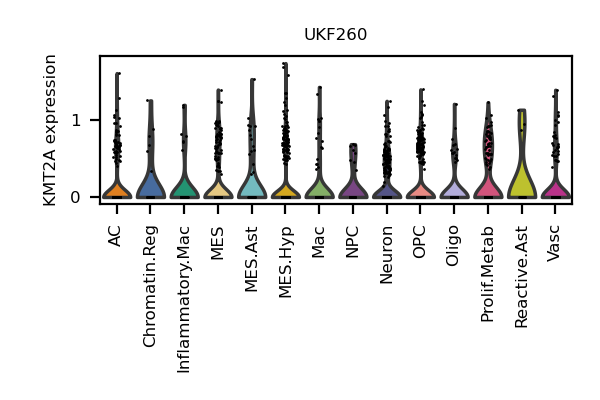 UKF260
KMT2A expression
1
0
AC
Chromatin.Reg
Inflammatory.Mac
MES
MES.Ast
MES.Hyp
Mac
NPC
Neuron
OPC
Oligo
Prolif.Metab
Reactive.Ast
Vasc